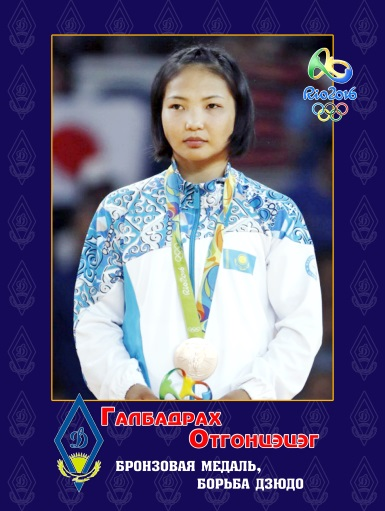 Rio2016
Галбадрах
Отгонцэцэг
БРОНЗОВАЯ МЕДАЛЬ,
БОРЬБА ДЗЮДО